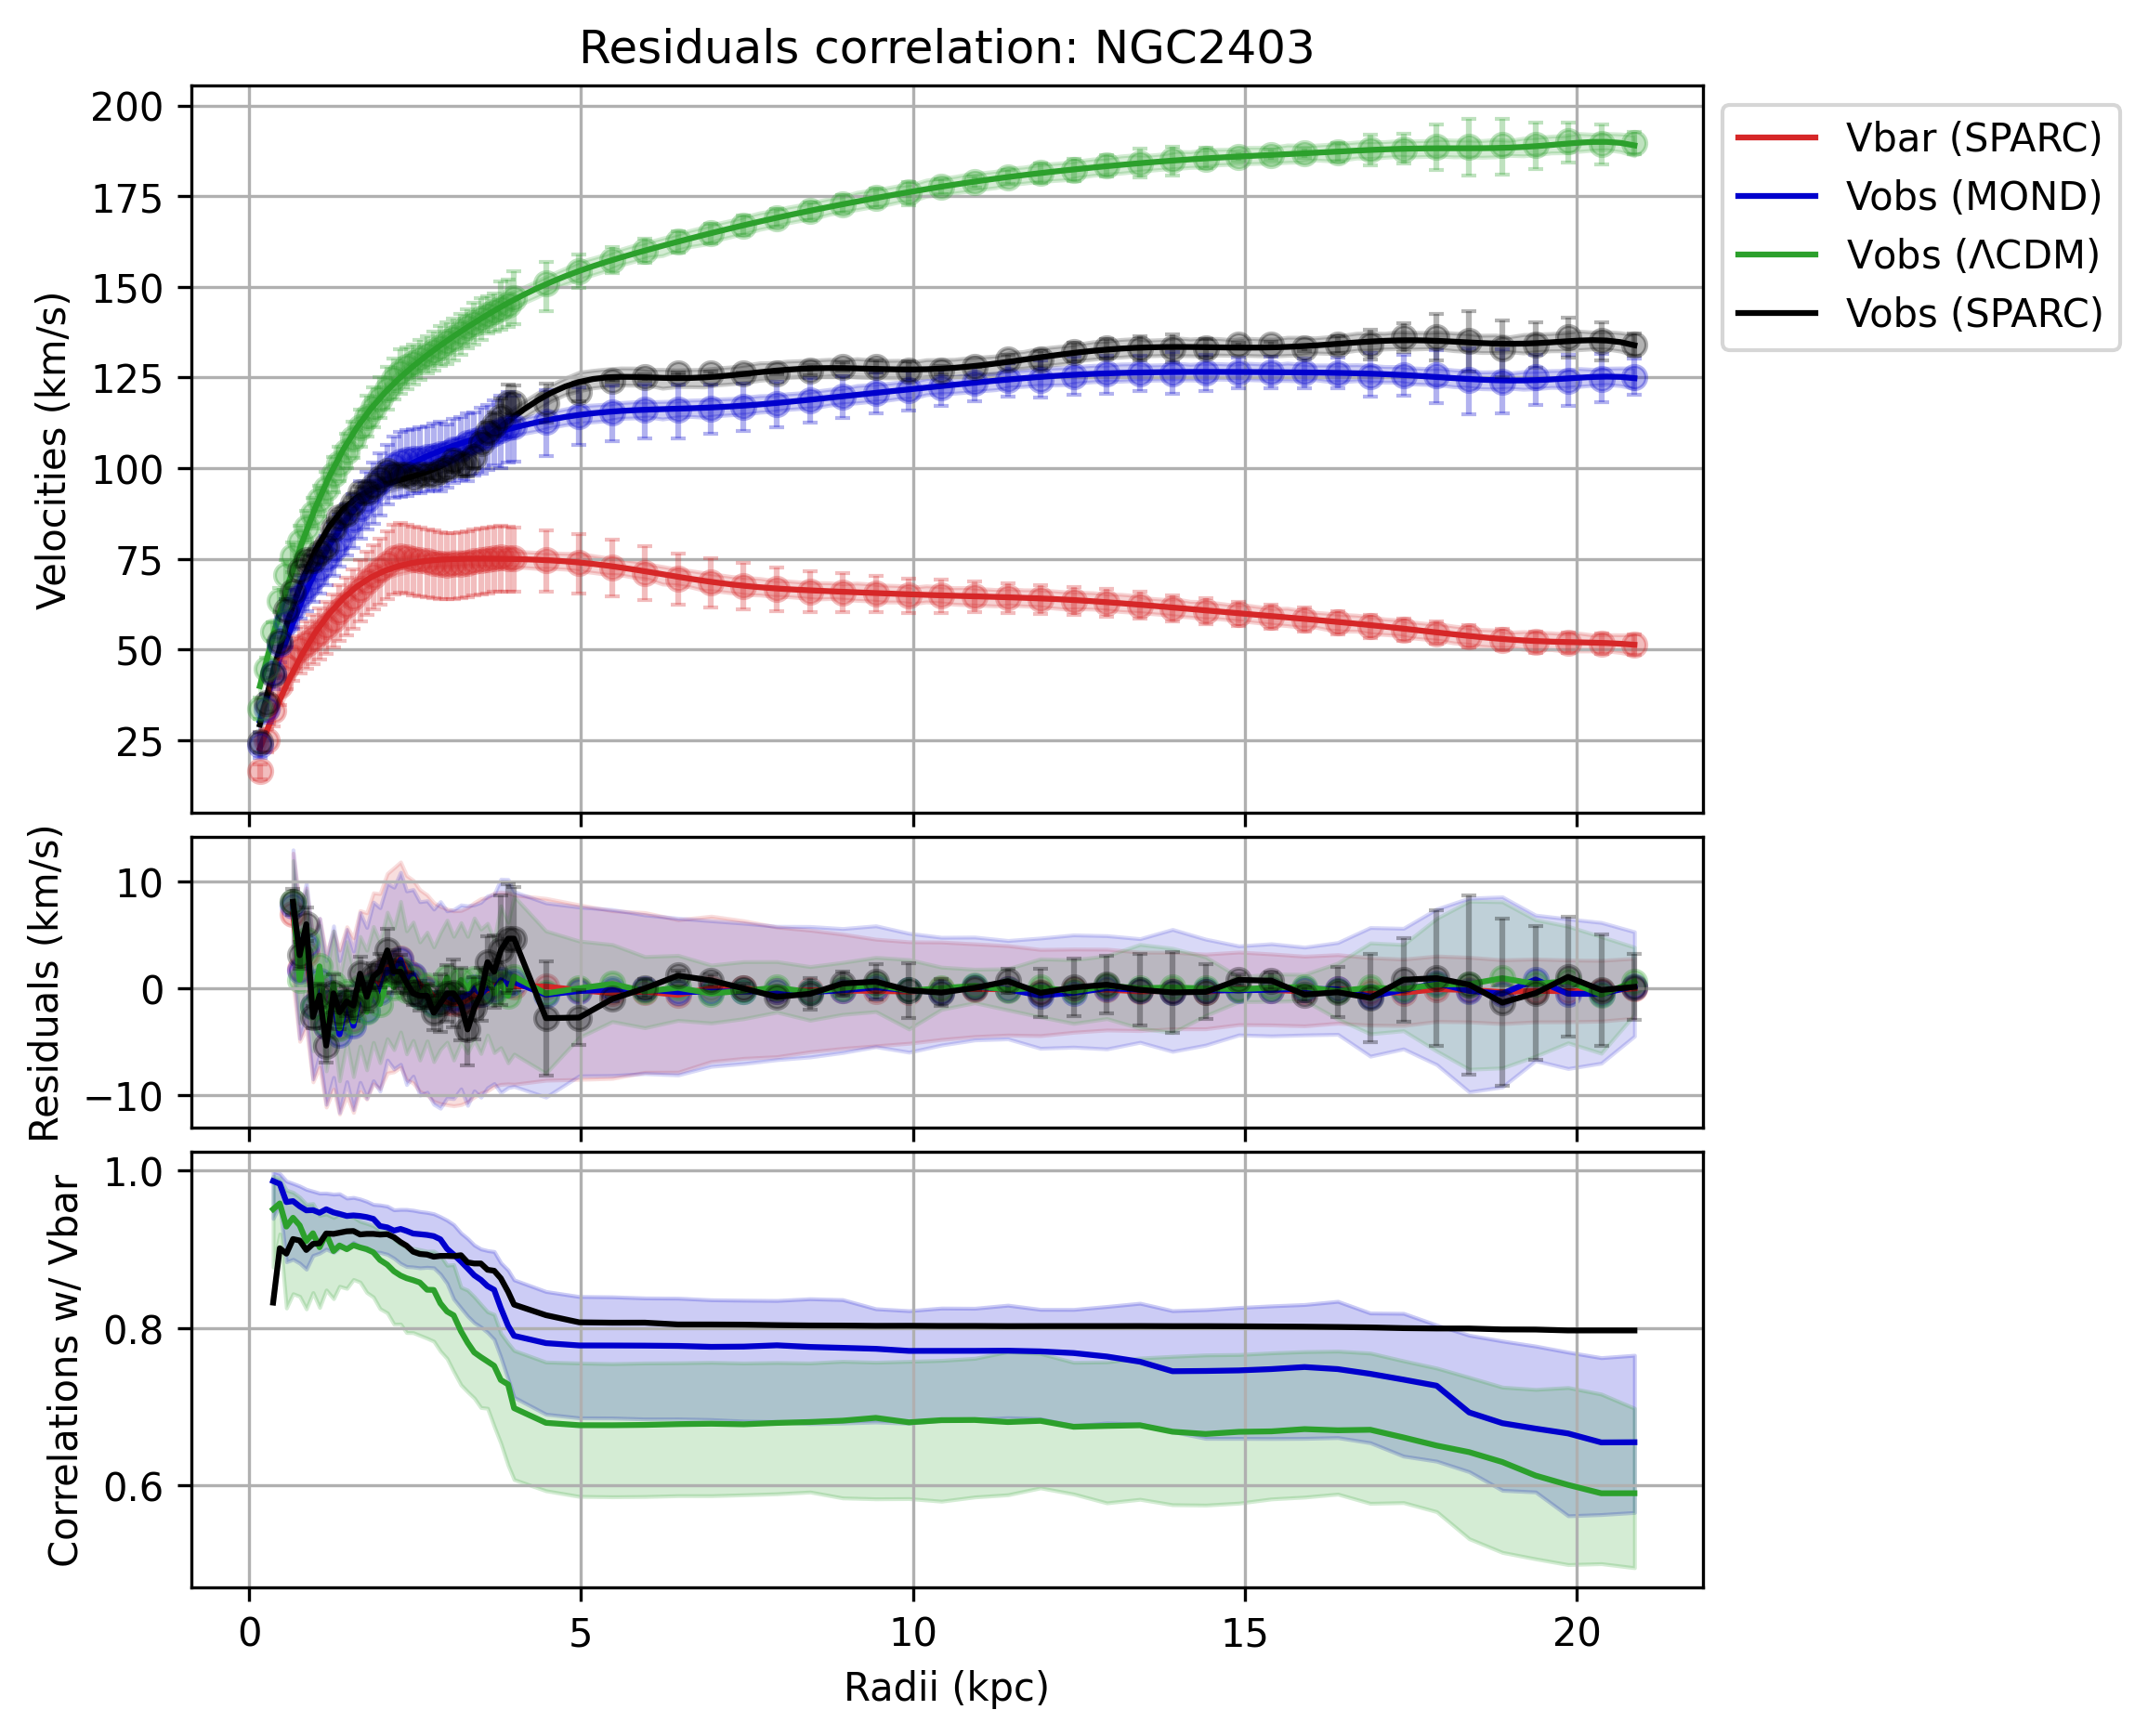 Residuals correlation: NGC2403
Velocities (km/s)
200
175
150
125
100
75
50
25
Vbar (SPARC)
Vobs (MOND)
Vobs (ΛCDM)
Vobs (SPARC)
Residuals (km/s)
10
0
−10
Correlations w/ Vbar
1.0
0.8
0.6
0 5 10 15 20
Radii (kpc)